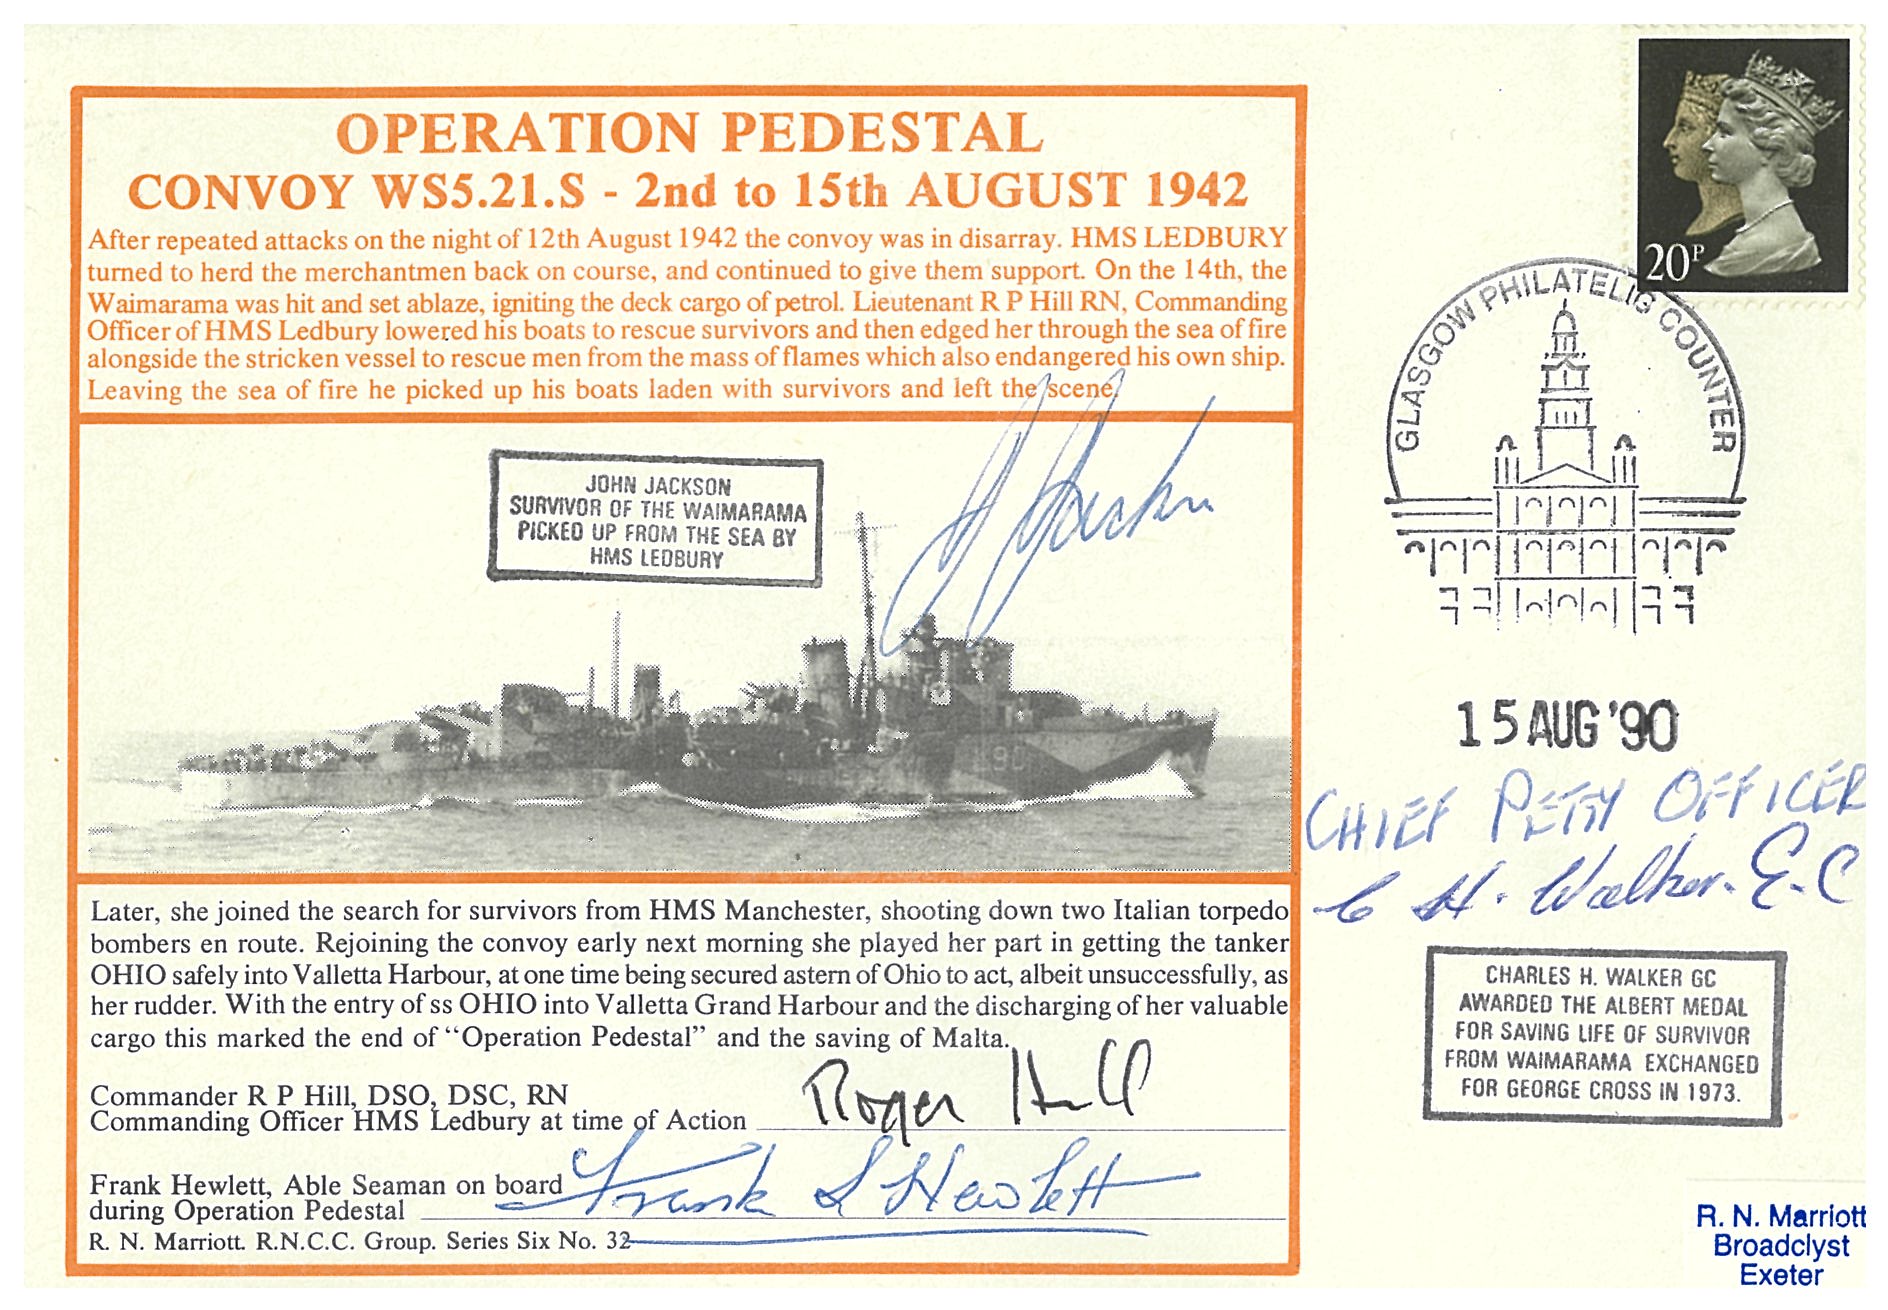 OPERATION PEDESTAL
CONVOY WS5.21.S - 2nd to 15th AUGUST 1942
After repeated attacks on the night of 12th August 1942 the convoy was in disarray. HMS LEDBURY
turned to herd the merchantmen back on course, and continued to give them support. On the 14th, the
Waimarama was hit and set ablaze, igniting the deck cargo of petrol. Lieutenant R P Hill RN, Commanding
Officer of HMS Ledbury lowered his boats to rescue survivors and then edged her through the sea of fire
alongside the stricken vessel to rescue men from the mass of flames which also endangered his own ship.
Leaving the sea of fire he picked up his boats laden with survivors and left the scene.
20P
GLASGOW PHILATELIC COUNTER
15 AUG '90
JOHN JACKSON
SURVIVOR OF THE WAIMARAMA
PICKED UP FROM THE SEA BY
HMS LEDBURY
J Jackson
90
CHIEF PETTY OFFICER
C H. Walker. G.C
CHARLES H. WALKER GC
AWARDED THE ALBERT MEDAL
FOR SAVING LIFE OF SURVIVOR
FROM WAIMARAMA EXCHANGED
FOR GEORGE CROSS IN 1973.
Later, she joined the search for survivors from HMS Manchester, shooting down two Italian torpedo
bombers en route. Rejoining the convoy early next morning she played her part in getting the tanker
OHIO safely into Valletta Harbour, at one time being secured astern of Ohio to act, albeit unsuccessfully, as
her rudder. With the entry of ss OHIO into Valletta Grand Harbour and the discharging of her valuable
cargo this marked the end of "Operation Pedestal" and the saving of Malta.
Commander R P Hill, DSO, DSC, RN
Commanding Officer HMS Ledbury at time of Action
Roger Hill
Frank Hewlett, Able Seaman on board
during Operation Pedestal
Frank S Hewlett
R. N. Marriott. R.N.C.C. Group. Series Six No. 32
R. N. Marriott
Broadclyst
Exeter